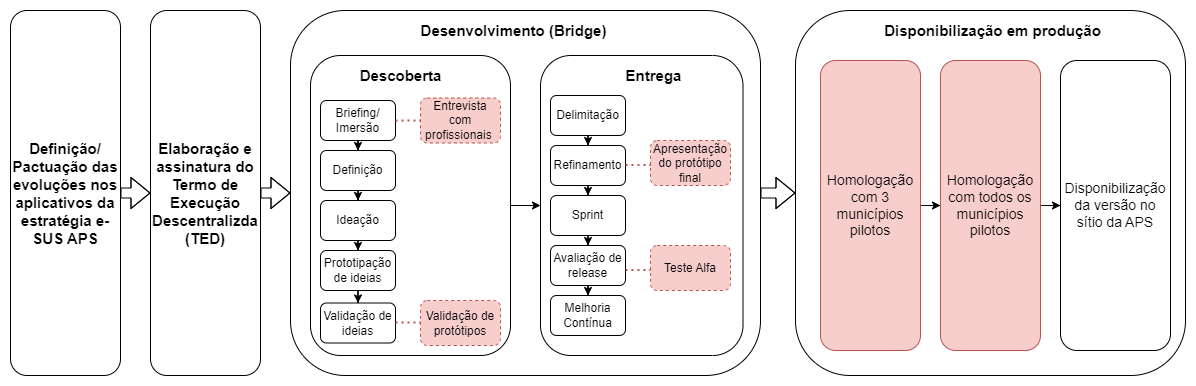 Definição/
Pactuação das
evoluções nos
aplicativos da
estratégia e-
SUS APS
Elaboração e
assinatura do
Termo de
Execução
Descentralizda
(TED)
Desenvolvimento (Bridge)
Descoberta
Briefing/
Imersão
Entrevista
com
profissionais
Definição
Ideação
Prototipação
de ideias
Validação de
ideias
Validação de
protótipos
Entrega
Delimitação
Refinamento
Apresentação
do protótipo
final
Sprint
Avaliação de
release
Teste Alfa
Melhoria
Contínua
Disponibilização em produção
Homologação
com 3
municípios
pilotos
Homologação
com todos os
municípios
pilotos
Disponibilização
da versão no
sítio da APS